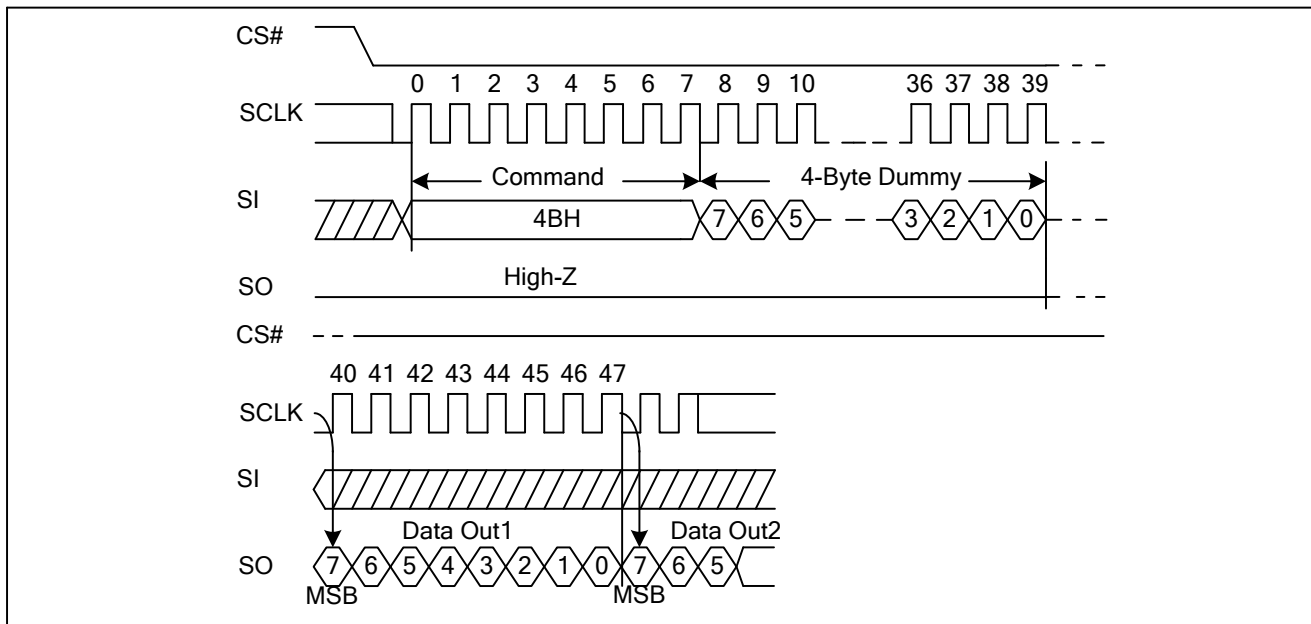 CS#
0 1 2 3 4 5 6 7 8 9 10 36 37 38 39
SCLK
Command 4-Byte Dummy
SI
4BH 7 6 5 3 2 1 0
High-Z
SO
CS#
40 41 42 43 44 45 46 47
SCLK
SI
Data Out1 Data Out2
SO 7 6 5 4 3 2 1 0 7 6 5
MSB MSB